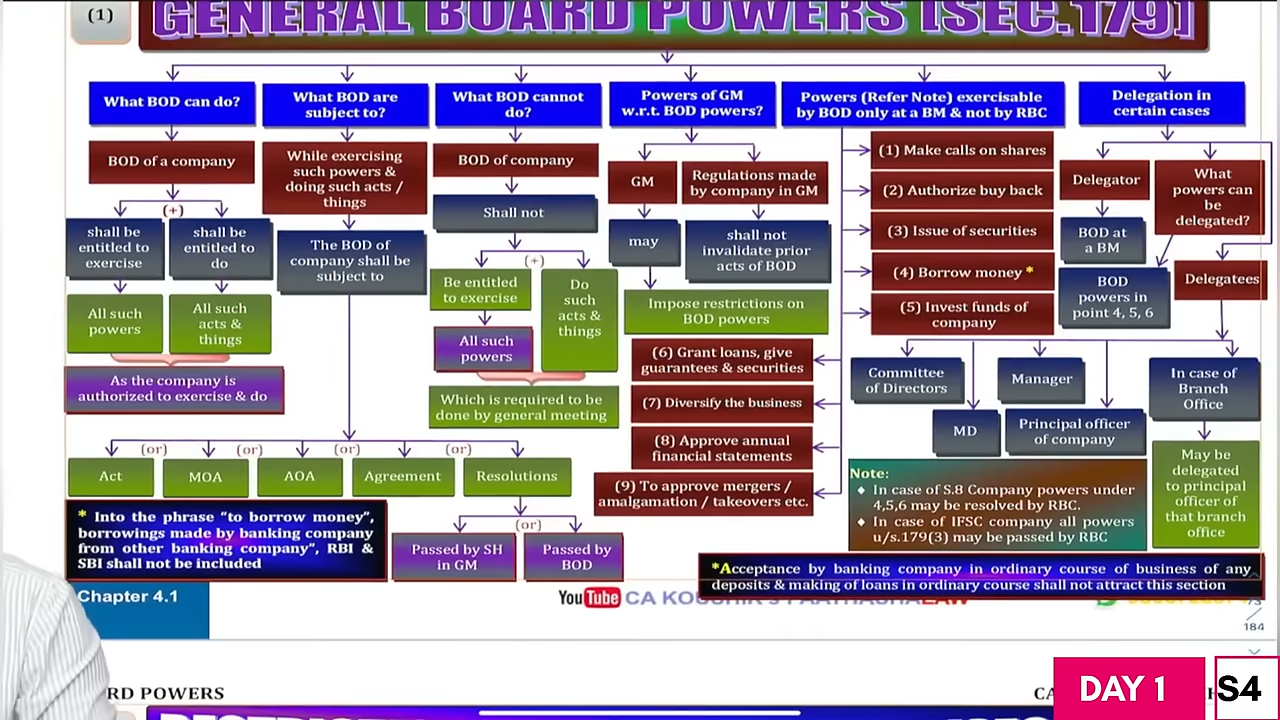 (1)
GENERAL BOARD POWERS [SEC.179]
What BOD can do?
BOD of a company
(+)
shall be
entitled to
exercise
shall be
entitled to
do
All such
powers
All such
acts &
things
As the company is
authorized to exercise & do
What BOD are
subject to?
While exercising
such powers &
doing such acts /
things
The BOD of
company shall be
subject to
(or)
(or)
(or)
(or)
Act
MOA
AOA
Agreement
Resolutions
(or)
Passed by SH
in GM
Passed by
BOD
What BOD cannot
do?
BOD of company
Shall not
(+)
Be entitled
to exercise
All such
powers
Do
such
acts &
things
Which is required to be
done by general meeting
Powers of GM
w.r.t. BOD powers?
GM
may
Regulations made
by company in GM
shall not
invalidate prior
acts of BOD
Impose restrictions on
BOD powers
Powers (Refer Note) exercisable
by BOD only at a BM & not by RBC
(1) Make calls on shares
(2) Authorize buy back
(3) Issue of securities
(4) Borrow money *
(5) Invest funds of
company
(6) Grant loans, give
guarantees & securities
(7) Diversify the business
(8) Approve annual
financial statements
(9) To approve mergers /
amalgamation / takeovers etc.
Delegation in
certain cases
Delegator
BOD at
a BM
What
powers can
be
delegated?
BOD
powers in
point 4, 5, 6
Delegatees
Committee
of Directors
MD
Manager
Principal officer
of company
In case of
Branch
Office
May be
delegated
to principal
officer of
that branch
office
Note:
◆ In case of S.8 Company powers under
4,5,6 may be resolved by RBC.
◆ In case of IFSC company all powers
u/s.179(3) may be passed by RBC
* Into the phrase "to borrow money",
borrowings made by banking company
from other banking company", RBI &
SBI shall not be included
*Acceptance by banking company in ordinary course of business of any
deposits & making of loans in ordinary course shall not attract this section
Chapter 4.1
YouTube CA
184
RD POWERS
CA
DAY 1
S4